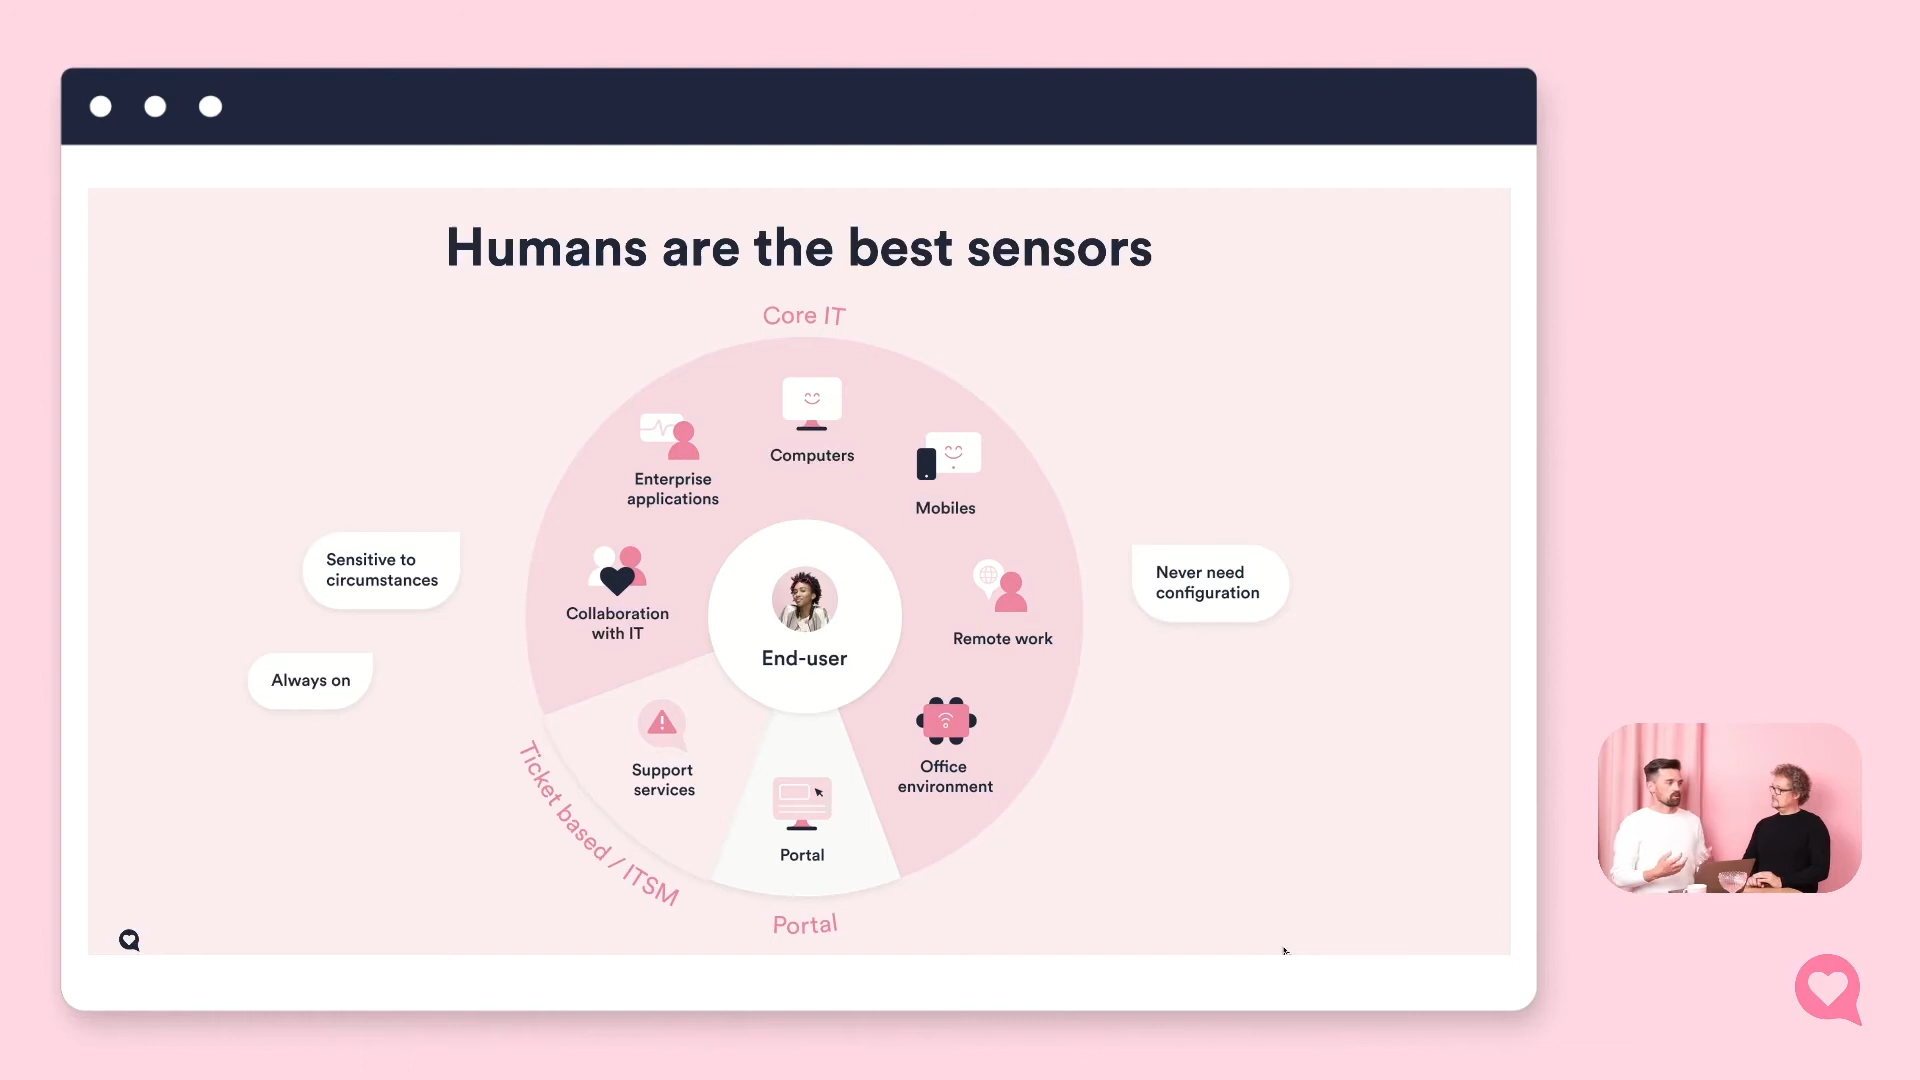 Humans are the best sensors
Core IT
Computers
Enterprise
applications
Mobiles
Sensitive to
circumstances
Never need
configuration
Collaboration
with IT
Remote work
End-user
Always on
Support
services
Office
environment
Portal
Ticket based / ITSM
Portal